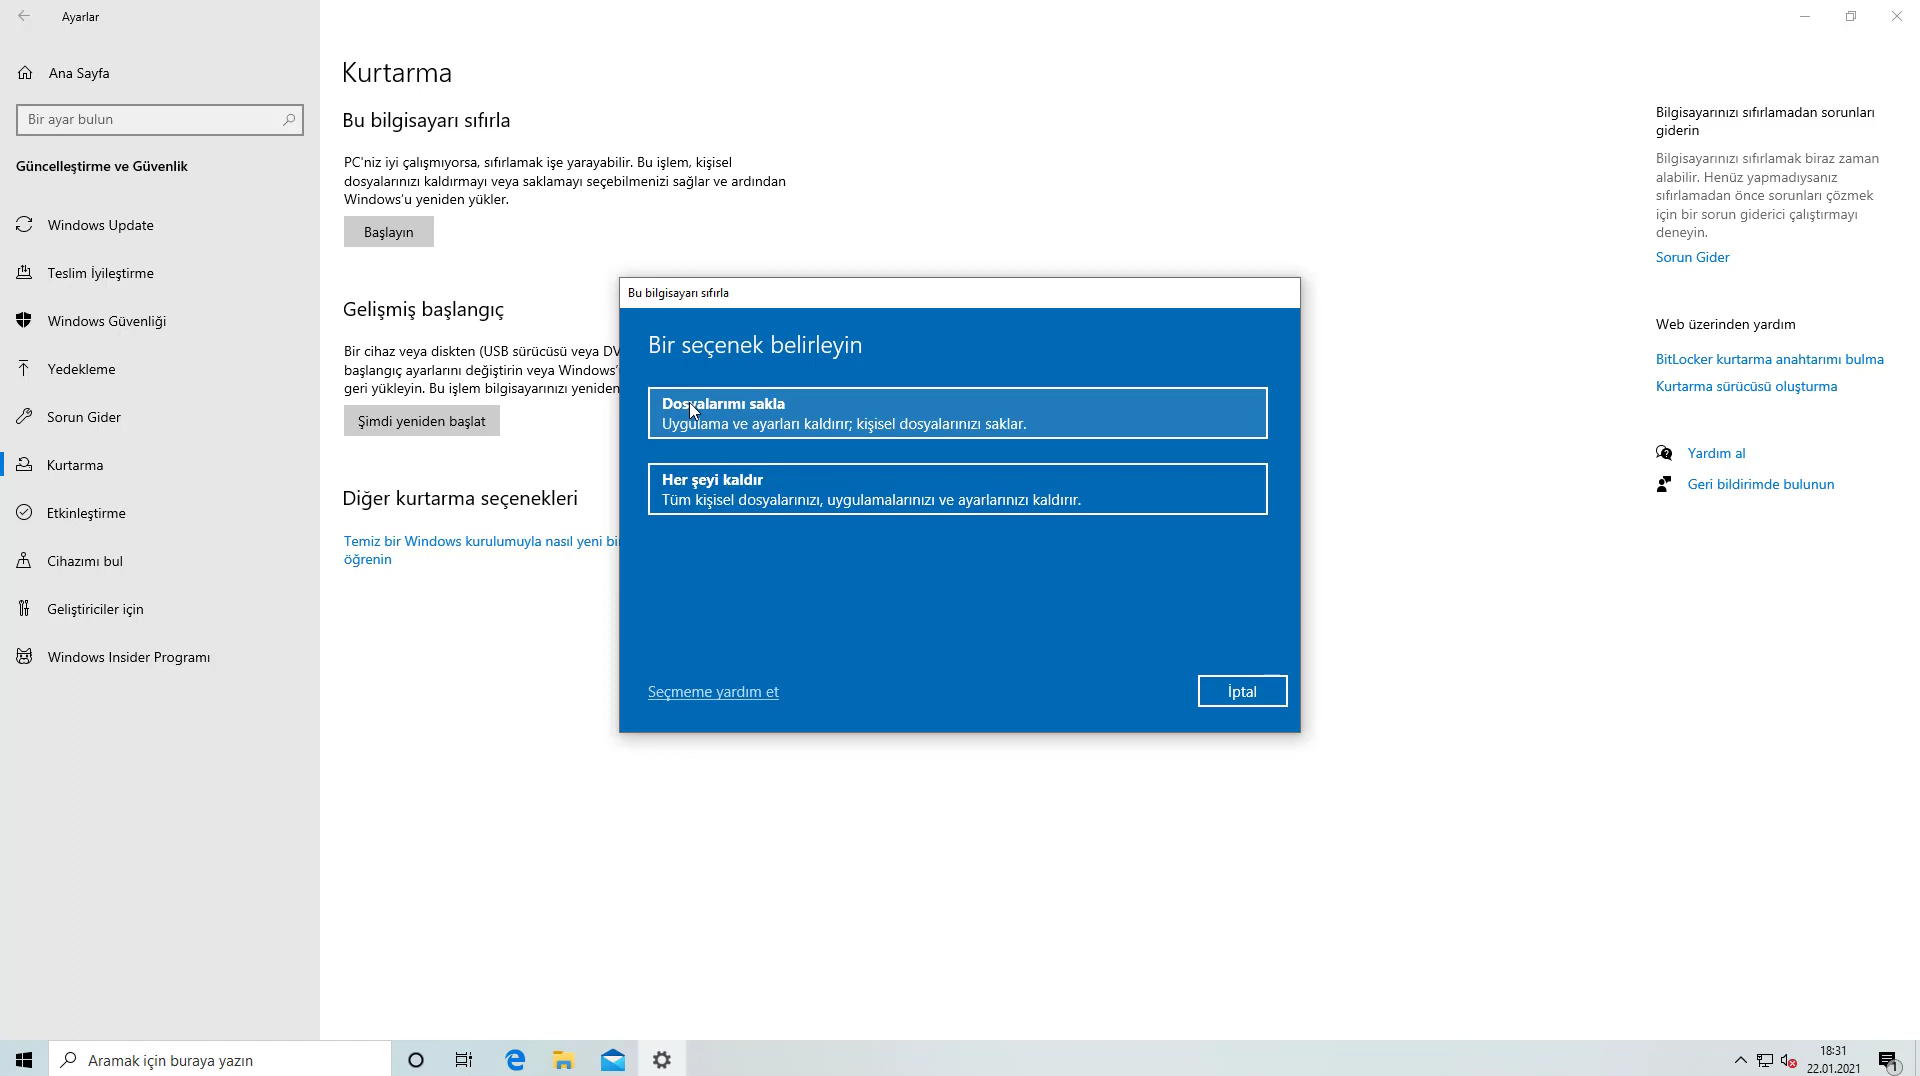 Ayarlar
Ana Sayfa
Bir ayar bulun
Güncelleştirme ve Güvenlik
Windows Update
Teslim İyileştirme
Windows Güvenliği
Yedekleme
Sorun Gider
Kurtarma
Etkinleştirme
Cihazımı bul
Geliştiriciler için
Windows Insider Programı
Kurtarma
Bu bilgisayarı sıfırla
PC'niz iyi çalışmıyorsa, sıfırlamak işe yarayabilir. Bu işlem, kişisel
dosyalarınızı kaldırmayı veya saklamayı seçebilmenizi sağlar ve ardından
Windows'u yeniden yükler.
Başlayın
Gelişmiş başlangıç
Bir cihaz veya diskten (USB sürücüsü veya DV
başlangıç ayarlarını değiştirin veya Windows'
geri yükleyin. Bu işlem bilgisayarınızı yeniden
Şimdi yeniden başlat
Diğer kurtarma seçenekleri
Temiz bir Windows kurulumuyla nasıl yeni bi
öğrenin
Bu bilgisayarı sıfırla
Bir seçenek belirleyin
Dosyalarımı sakla
Uygulama ve ayarları kaldırır; kişisel dosyalarınızı saklar.
Her şeyi kaldır
Tüm kişisel dosyalarınızı, uygulamalarınızı ve ayarlarınızı kaldırır.
Seçmeme yardım et
İptal
Bilgisayarınızı sıfırlamadan sorunları
giderin
Bilgisayarınızı sıfırlamak biraz zaman
alabilir. Henüz yapmadıysanız
sıfırlamadan önce sorunları çözmek
için bir sorun giderici çalıştırmayı
deneyin.
Sorun Gider
Web üzerinden yardım
BitLocker kurtarma anahtarımı bulma
Kurtarma sürücüsü oluşturma
Yardım al
Geri bildirimde bulunun
Aramak için buraya yazın
18:31
22.01.2021
1